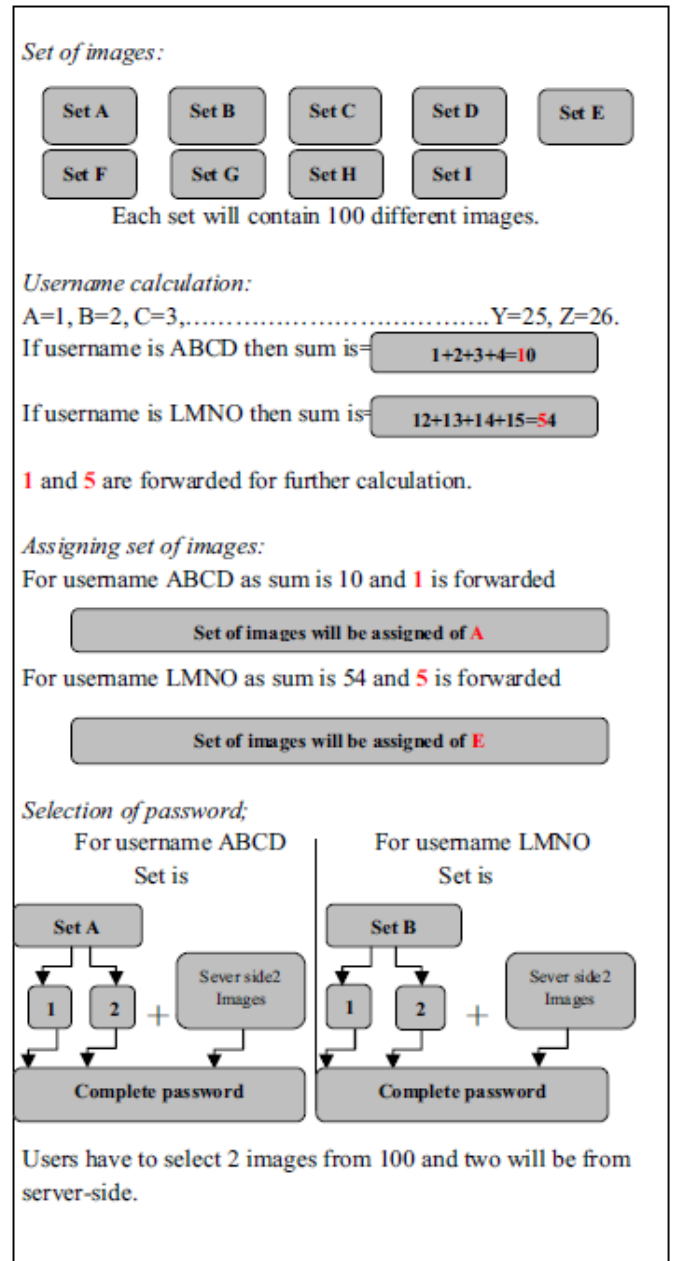 Set of images:
Set A Set B Set C Set D Set E
Set F Set G Set H Set I
Each set will contain 100 different images.
Username calculation:
A=1, B=2, C=3,…………………………………Y=25, Z=26.
If username is ABCD then sum is= 1+2+3+4=10
If username is LMNO then sum is= 12+13+14+15=54
1 and 5 are forwarded for further calculation.
Assigning set of images:
For username ABCD as sum is 10 and 1 is forwarded
Set of images will be assigned of A
For username LMNO as sum is 54 and 5 is forwarded
Set of images will be assigned of E
Selection of password;
For username ABCD For username LMNO
Set is Set is
Set A Set B
Sever side2 Sever side2
Images Images
1 2 + 1 2 +
Complete password Complete password
Users have to select 2 images from 100 and two will be from
server-side.